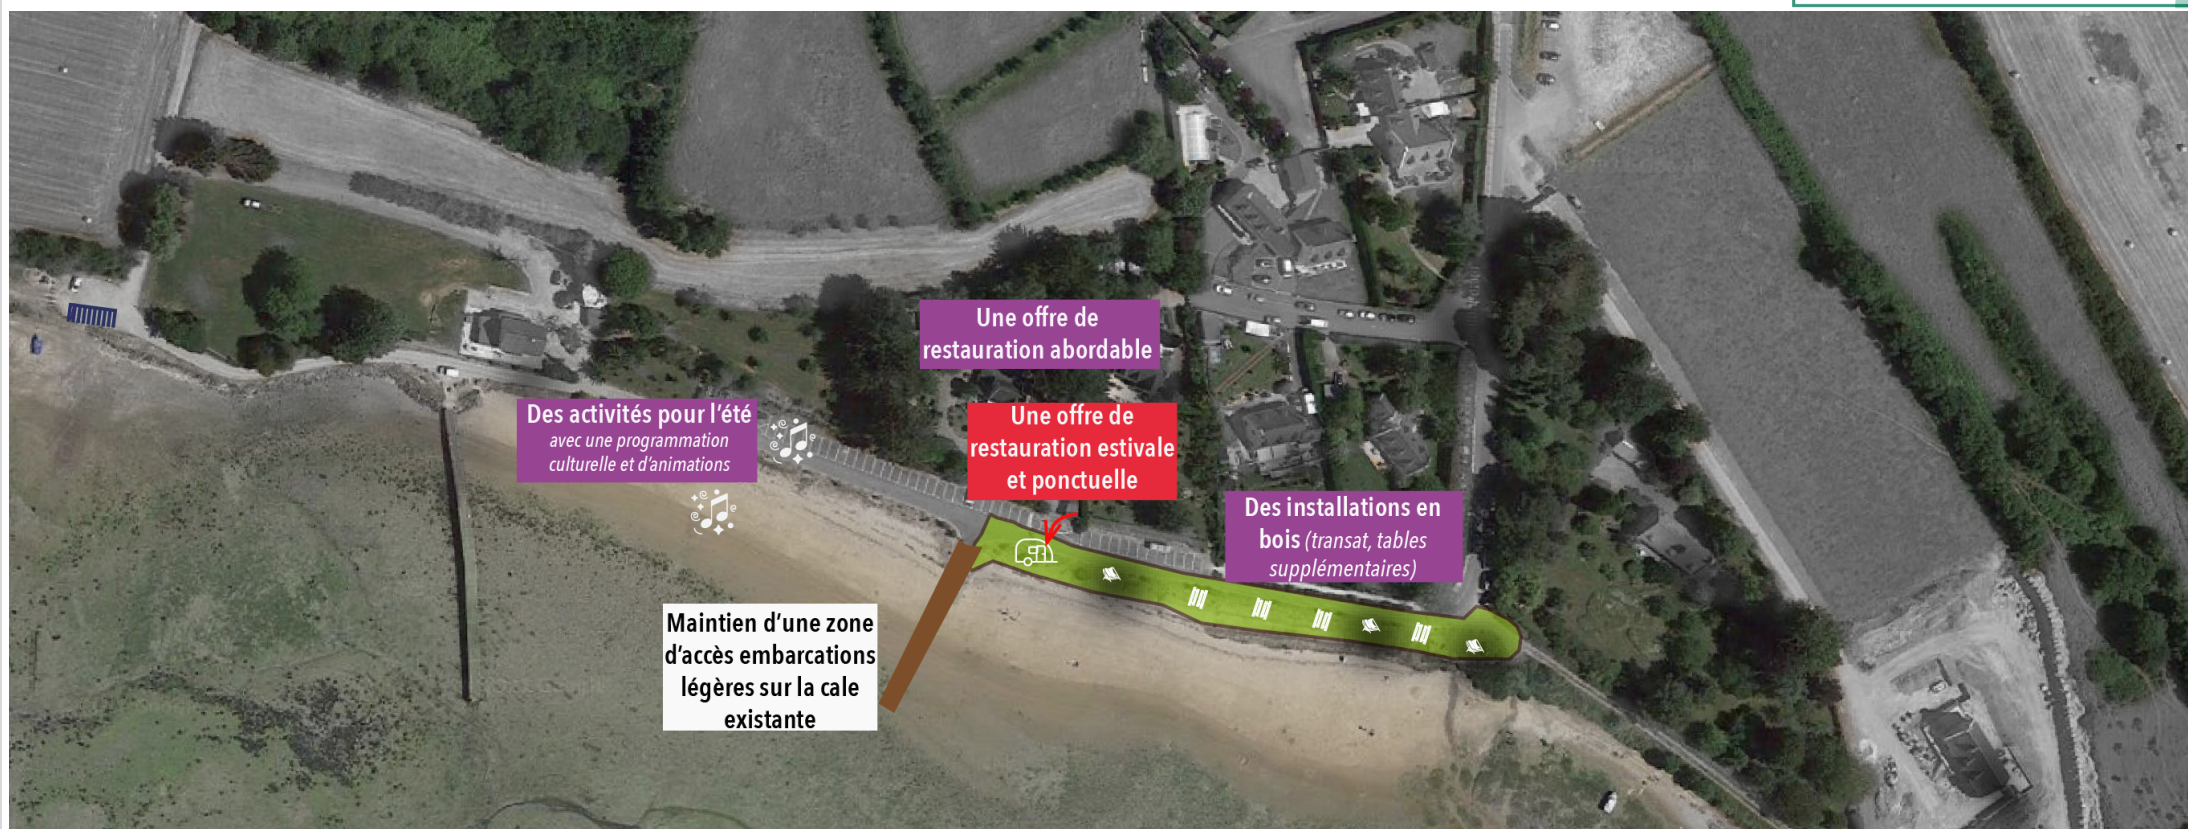 Une offre de
restauration abordable
Des activités pour l'été
avec une programmation
culturelle et d'animations
Une offre de
restauration estivale
et ponctuelle
Des installations en
bois (transat, tables
supplémentaires)
Maintien d'une zone
d'accès embarcations
légères sur la cale
existante